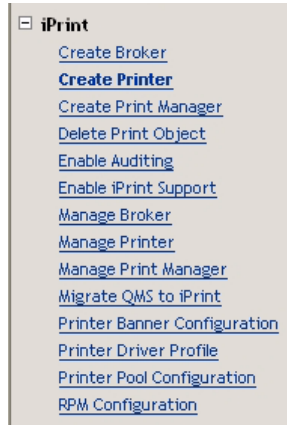 iPrint
Create Broker
Create Printer
Create Print Manager
Delete Print Object
Enable Auditing
Enable iPrint Support
Manage Broker
Manage Printer
Manage Print Manager
Migrate QMS to iPrint
Printer Banner Configuration
Printer Driver Profile
Printer Pool Configuration
RPM Configuration